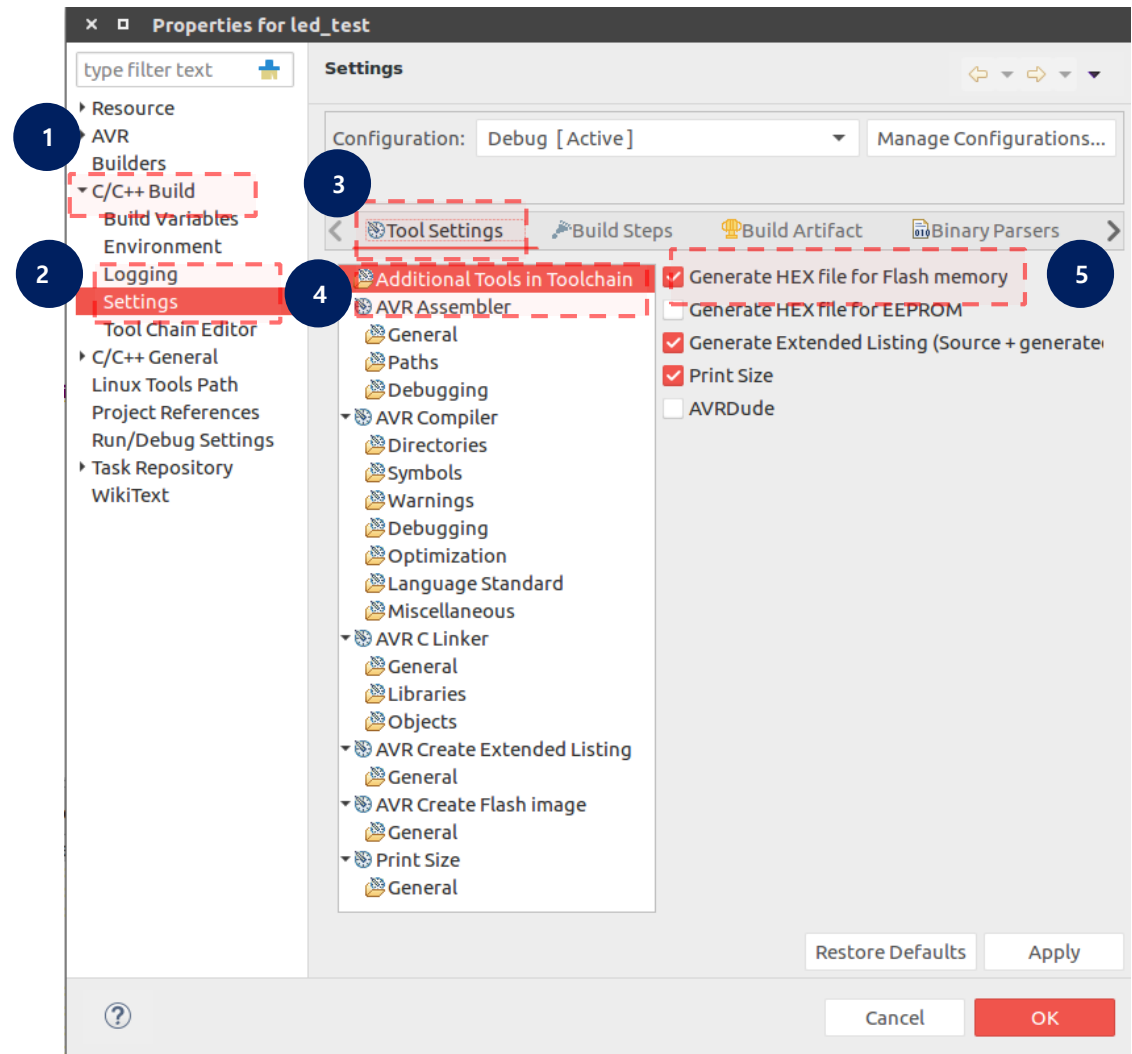 Properties for led_test
type filter text
Resource
AVR
Builders
C/C++ Build
Build Variables
Environment
Logging
Settings
Tool Chain Editor
C/C++ General
Linux Tools Path
Project References
Run/Debug Settings
Task Repository
WikiText
1
2
Settings
Configuration: Debug [ Active ] Manage Configurations...
3
Tool Settings Build Steps Build Artifact Binary Parsers
4
Additional Tools in Toolchain
AVR Assembler
General
Paths
Debugging
AVR Compiler
Directories
Symbols
Warnings
Debugging
Optimization
Language Standard
Miscellaneous
AVR C Linker
General
Libraries
Objects
AVR Create Extended Listing
General
AVR Create Flash image
General
Print Size
General
Generate HEX file for Flash memory
5
Generate HEX file for EEPROM
Generate Extended Listing (Source + generated
Print Size
AVRDude
Restore Defaults Apply
Cancel OK